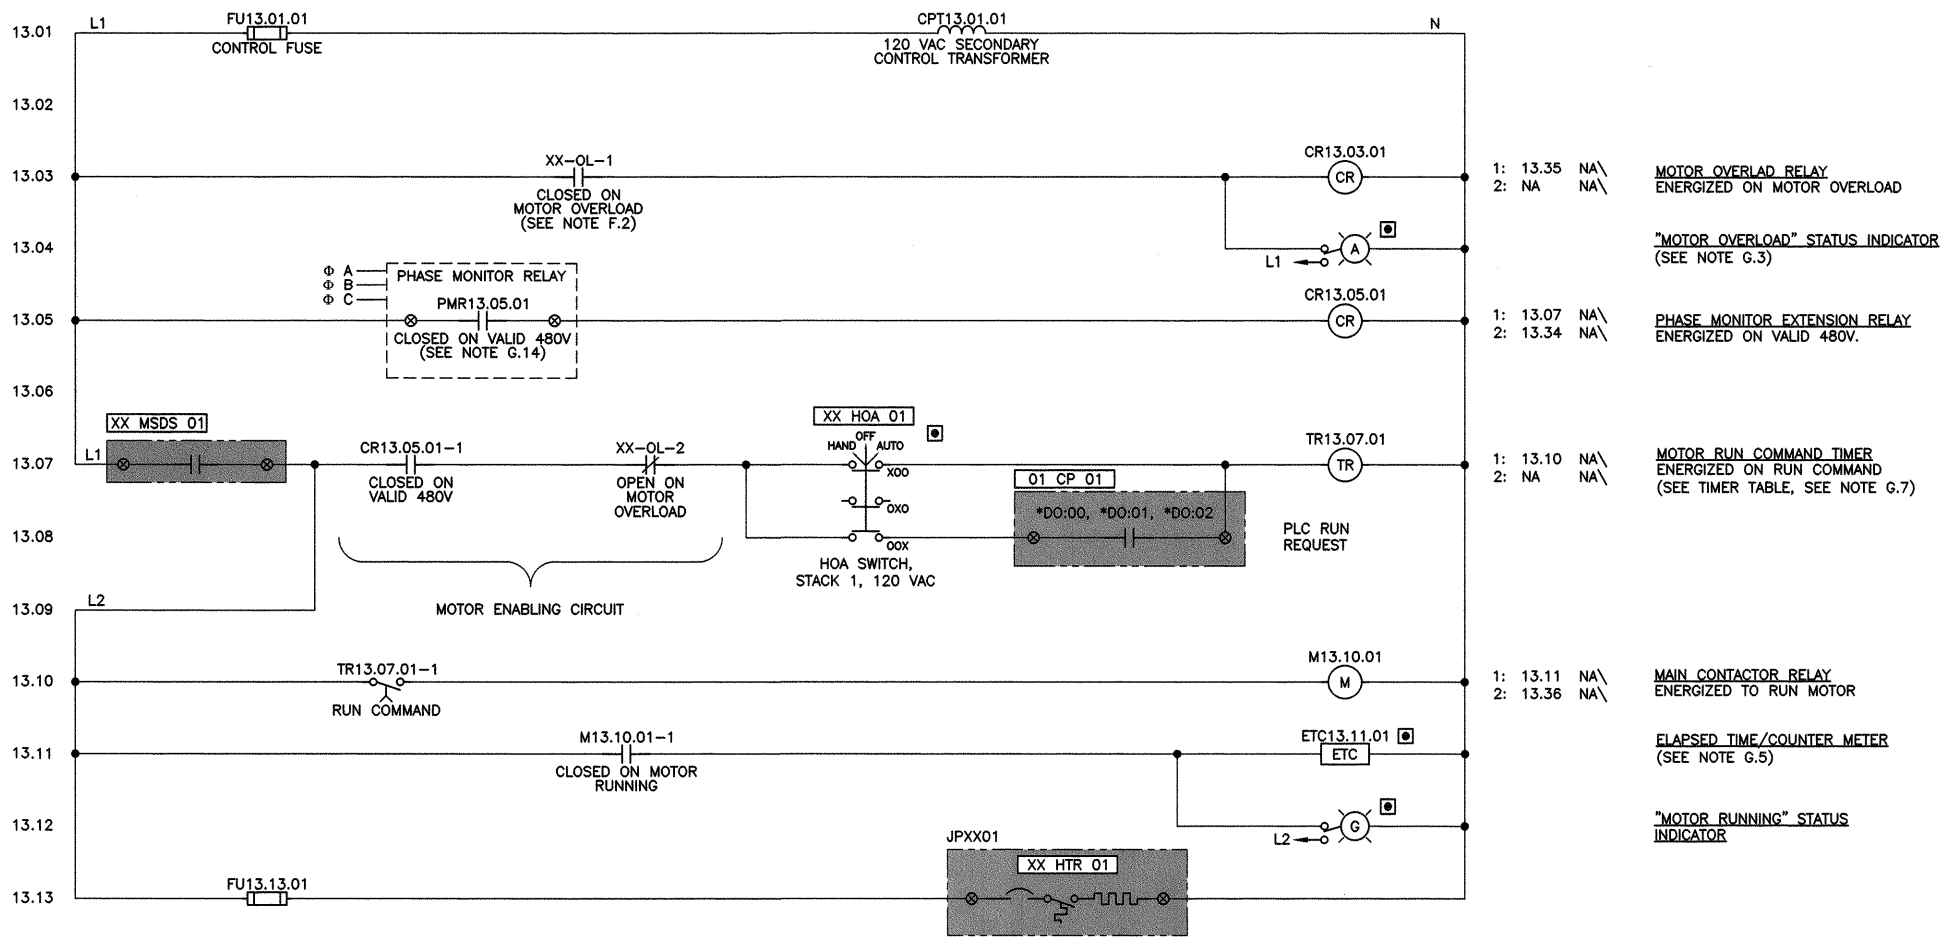 13.01
L1
FU13.01.01
CONTROL FUSE
CPT13.01.01
120 VAC SECONDARY
CONTROL TRANSFORMER
N
13.02
13.03
XX-OL-1
CLOSED ON
MOTOR OVERLOAD
(SEE NOTE F.2)
CR13.03.01
CR
1: 13.35 NA\
2: NA NA\
MOTOR OVERLAD RELAY
ENERGIZED ON MOTOR OVERLOAD
13.04
L1
A
"MOTOR OVERLOAD" STATUS INDICATOR
(SEE NOTE G.3)
Φ A
Φ B
Φ C
PHASE MONITOR RELAY
13.05
PMR13.05.01
CLOSED ON VALID 480V
(SEE NOTE G.14)
CR13.05.01
CR
1: 13.07 NA\
2: 13.34 NA\
PHASE MONITOR EXTENSION RELAY
ENERGIZED ON VALID 480V.
13.06
13.07
XX MSDS 01
L1
CR13.05.01-1
CLOSED ON
VALID 480V
XX-OL-2
OPEN ON
MOTOR
OVERLOAD
XX HOA 01
OFF
HAND AUTO
XOO
OXO
OOX
HOA SWITCH,
STACK 1, 120 VAC
TR13.07.01
TR
1: 13.10 NA\
2: NA NA\
MOTOR RUN COMMAND TIMER
ENERGIZED ON RUN COMMAND
(SEE TIMER TABLE, SEE NOTE G.7)
01 CP 01
*DO:00, *DO:01, *DO:02
13.08
PLC RUN
REQUEST
MOTOR ENABLING CIRCUIT
13.09
L2
13.10
TR13.07.01-1
RUN COMMAND
M13.10.01
M
1: 13.11 NA\
2: 13.36 NA\
MAIN CONTACTOR RELAY
ENERGIZED TO RUN MOTOR
13.11
M13.10.01-1
CLOSED ON MOTOR
RUNNING
ETC13.11.01
ETC
ELAPSED TIME/COUNTER METER
(SEE NOTE G.5)
13.12
L2
G
"MOTOR RUNNING" STATUS
INDICATOR
13.13
FU13.13.01
JPXX01
XX HTR 01